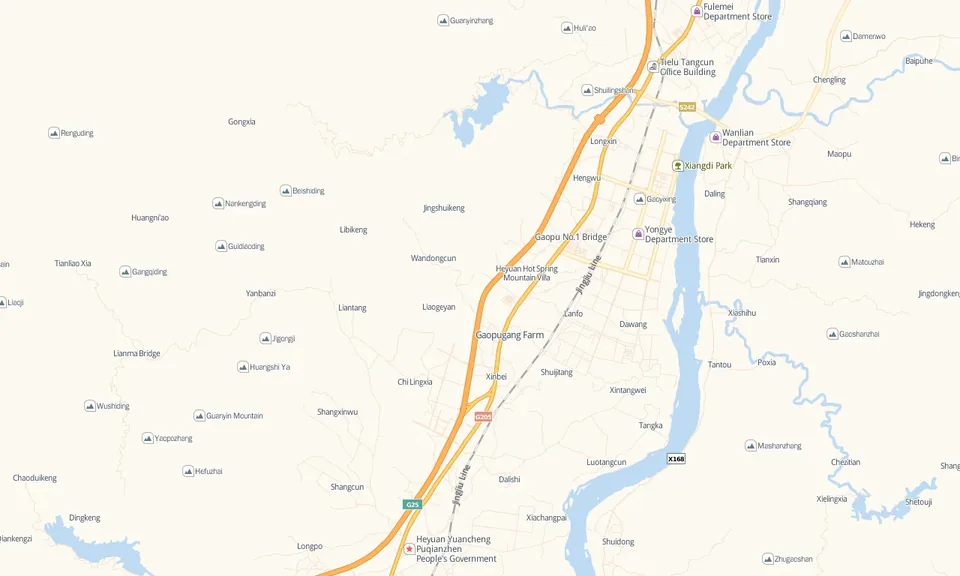 Fulemei
Department Store
Guanyinzhang
Huli'ao
Damenwo
Baipuhe
Tielu Tangcun
Office Building
Chengling
Shuilingshan
S242
Gongxia
Renguding
Wanlian
Department Store
Longxin
Maopu
Xiangdi Park
Hengwu
Beishiding
Daling
Gaoyixing
Shangqiang
Nankengding
Jingshuikeng
Huangni'ao
Libikeng
Hekeng
Gaopu No.1 Bridge
Yongye
Department Store
Guidiaoding
Wandongcun
Tianxin
Matouzhai
Tianliao Xia
Gangqiding
Heyuan Hot Spring
Mountain Villa
Jingjiu Line
Yanbanzi
Jingdongkeng
Liantang
Liaogeyan
Lanfo
Xiashihu
Dawang
Gaoshanzhai
Gaopugang Farm
Jigongji
Lianma Bridge
Huangshi Ya
Tantou
Poxia
Shuijitang
Xinbei
Chi Lingxia
Xintangwei
Wushiding
Shangxinwu
Guanyin Mountain
G205
Tangka
Yaopozhang
Mashanzhang
X168
Luotangcun
Chezitian
Hefuzhai
Chaoduikeng
Dalishi
Jingjiu Line
Shangcun
Xielingxia
Shetouji
G25
Dingkeng
Xiachangpai
Heyuan Yuancheng
Puqianzhen
People's Government
Longpo
Shuidong
Zhugaoshan